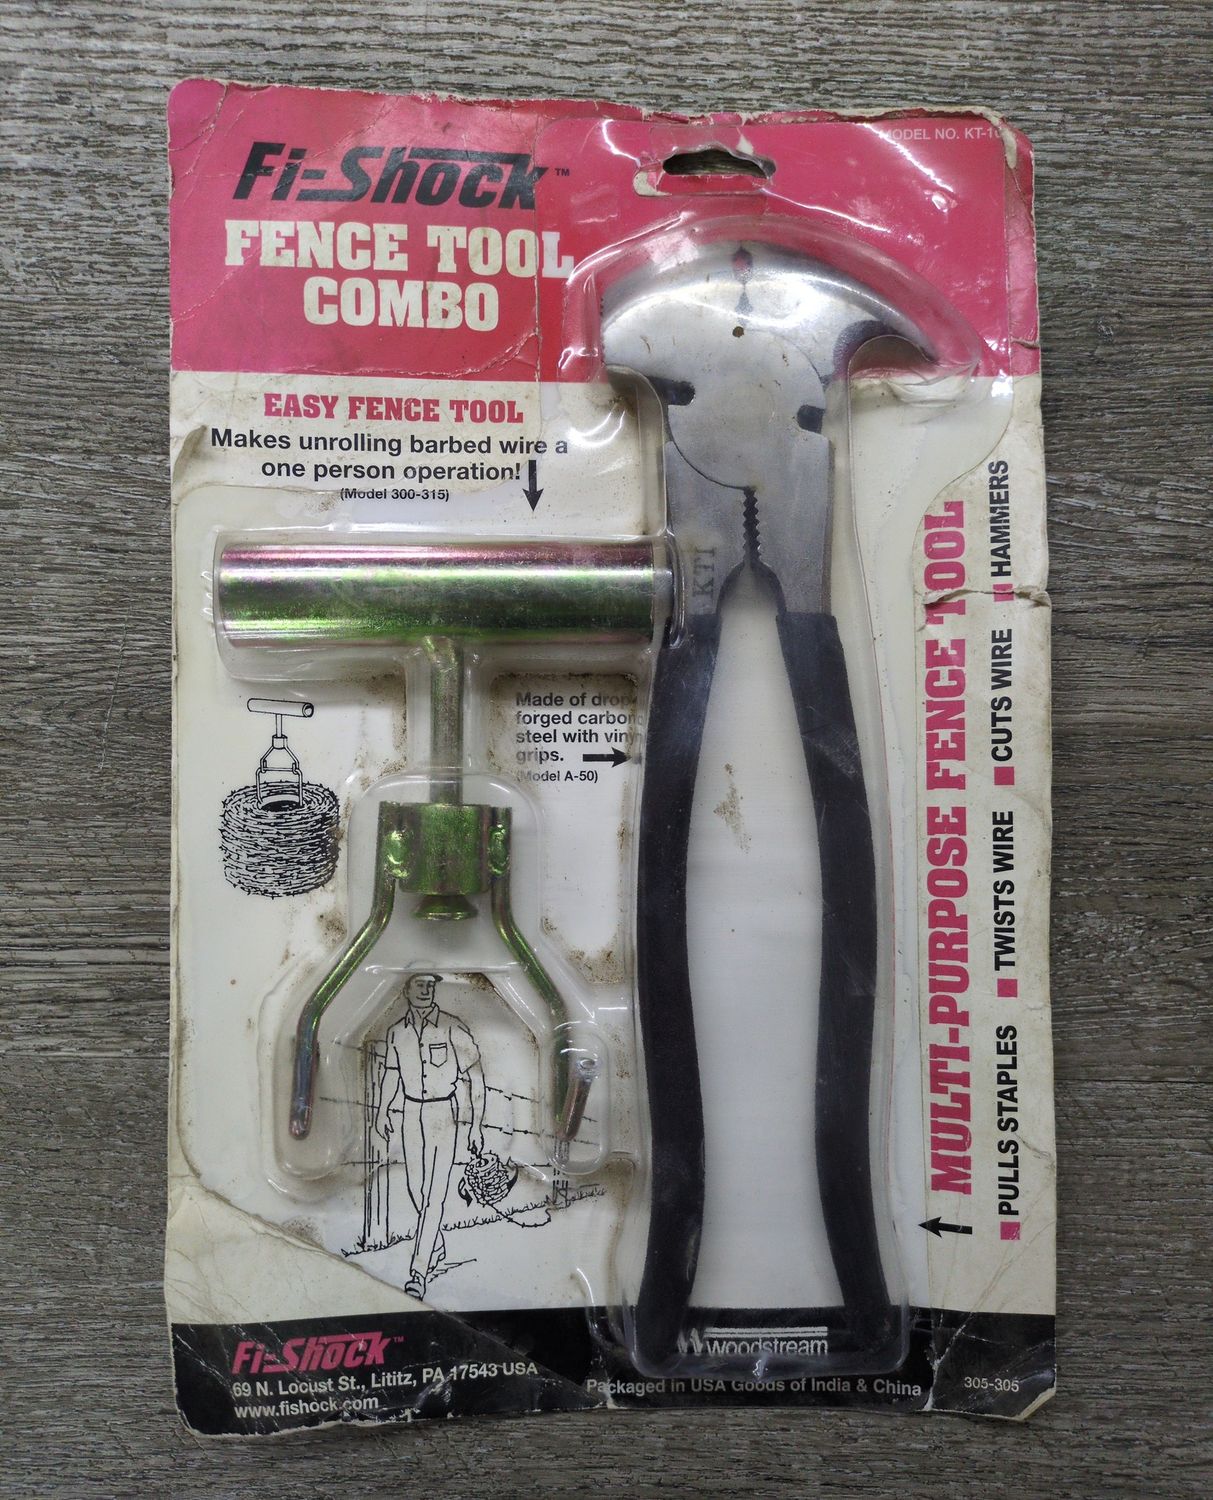 MODEL NO. KT-10
Fi-Shock™
FENCE TOOL
COMBO
EASY FENCE TOOL
Makes unrolling barbed wire a
one person operation!
(Model 300-315)
KTI
Made of drop
forged carbon
steel with vinyl
grips.
(Model A-50)
MULTI-PURPOSE FENCE TOOL
PULLS STAPLES ■ TWISTS WIRE ■ CUTS WIRE ■ HAMMERS
Fi-Shock™
69 N. Locust St., Lititz, PA 17543 USA
www.fishock.com
woodstream
Packaged in USA Goods of India & China
305-305